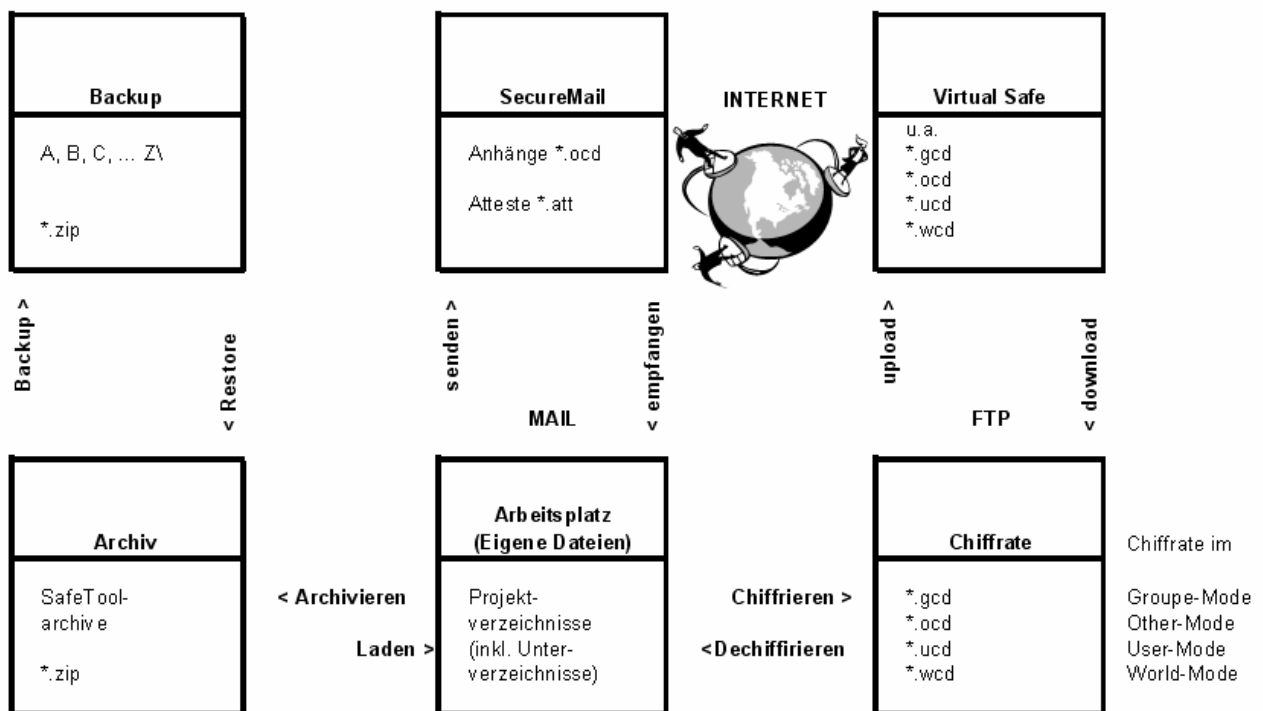 Backup
A, B, C, ... Z\
*.zip
SecureMail
Anhänge *.ocd
Atteste *.att
INTERNET
Virtual Safe
u.a.
*.gcd
*.ocd
*.ucd
*.wcd
Backup >
< Restore
senden >
< empfangen
MAIL
upload >
< download
FTP
Archiv
SafeTool-
archive
*.zip
< Archivieren
Laden >
Arbeitsplatz
(Eigene Dateien)
Projekt-
verzeichnisse
(inkl. Unter-
verzeichnisse)
Chiffrieren >
<Dechiffirieren
Chiffrate
*.gcd
*.ocd
*.ucd
*.wcd
Chiffrate im
Groupe-Mode
Other-Mode
User-Mode
World-Mode